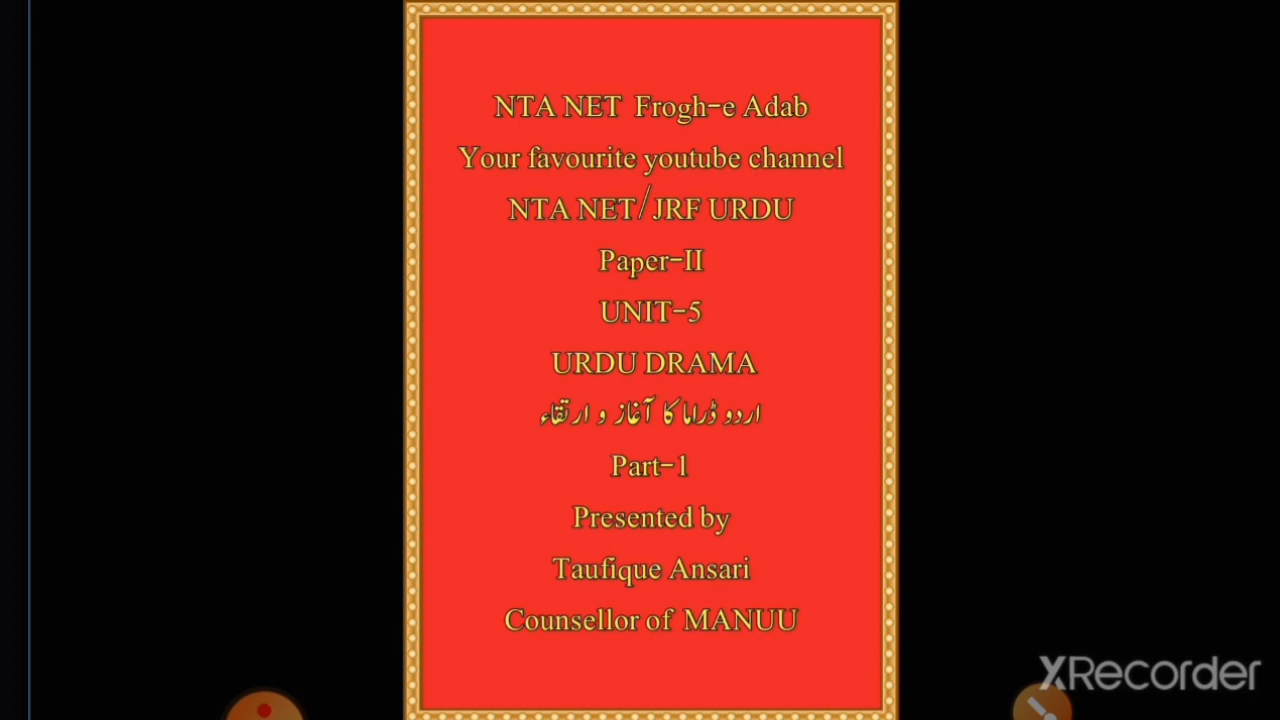 NTA NET Frogh-e Adab
Your favourite youtube channel
NTA NET/JRF URDU
Paper-II
UNIT-5
URDU DRAMA
اردو ڈراما کا آغاز و ارتقاء
Part-1
Presented by
Taufique Ansari
Counsellor of MANUU
XRecorder